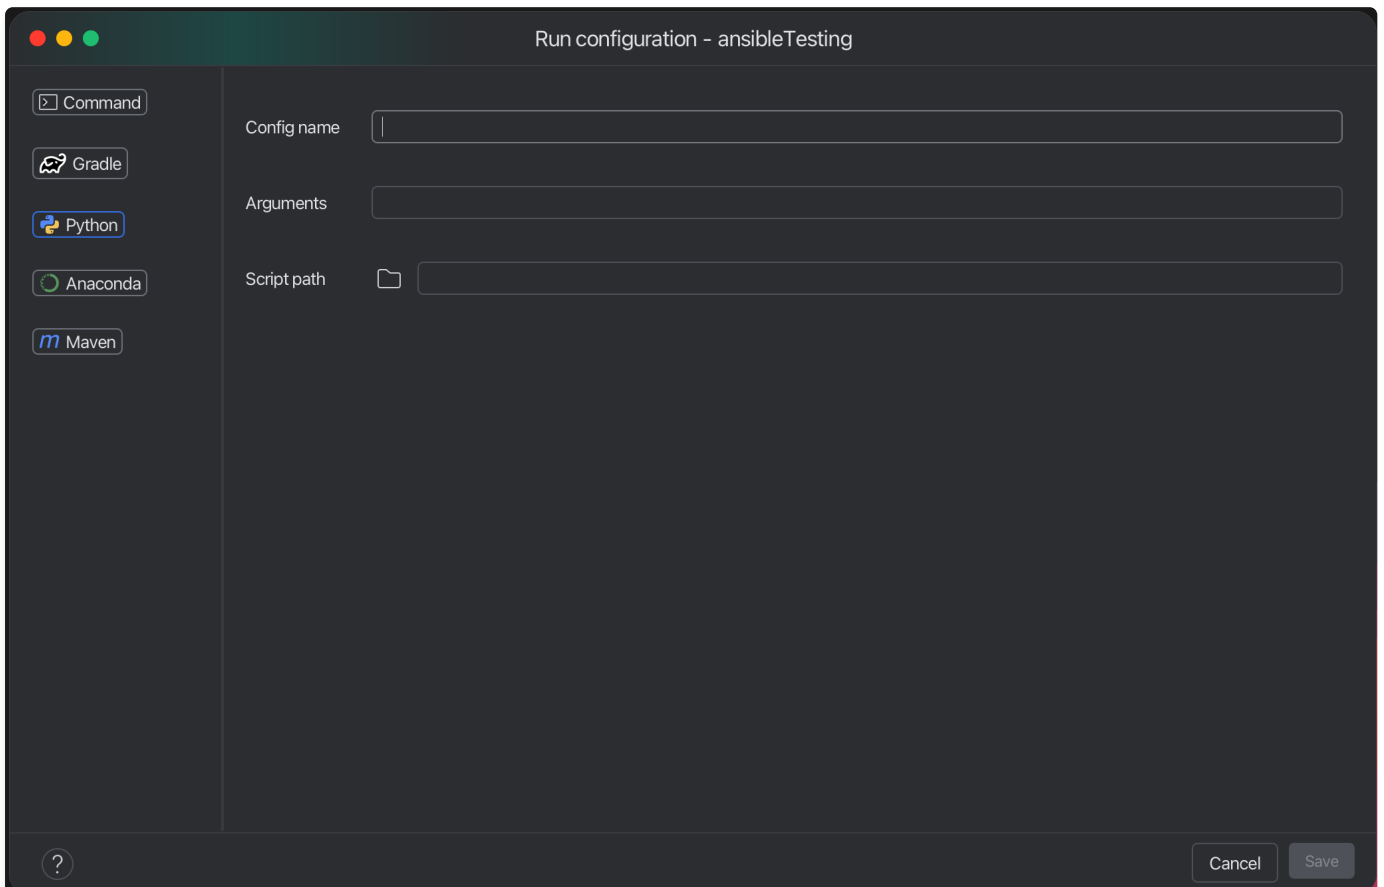 Run configuration - ansibleTesting
Command
Gradle
Python
Anaconda
m Maven
Config name
Arguments
Script path
?
Cancel
Save